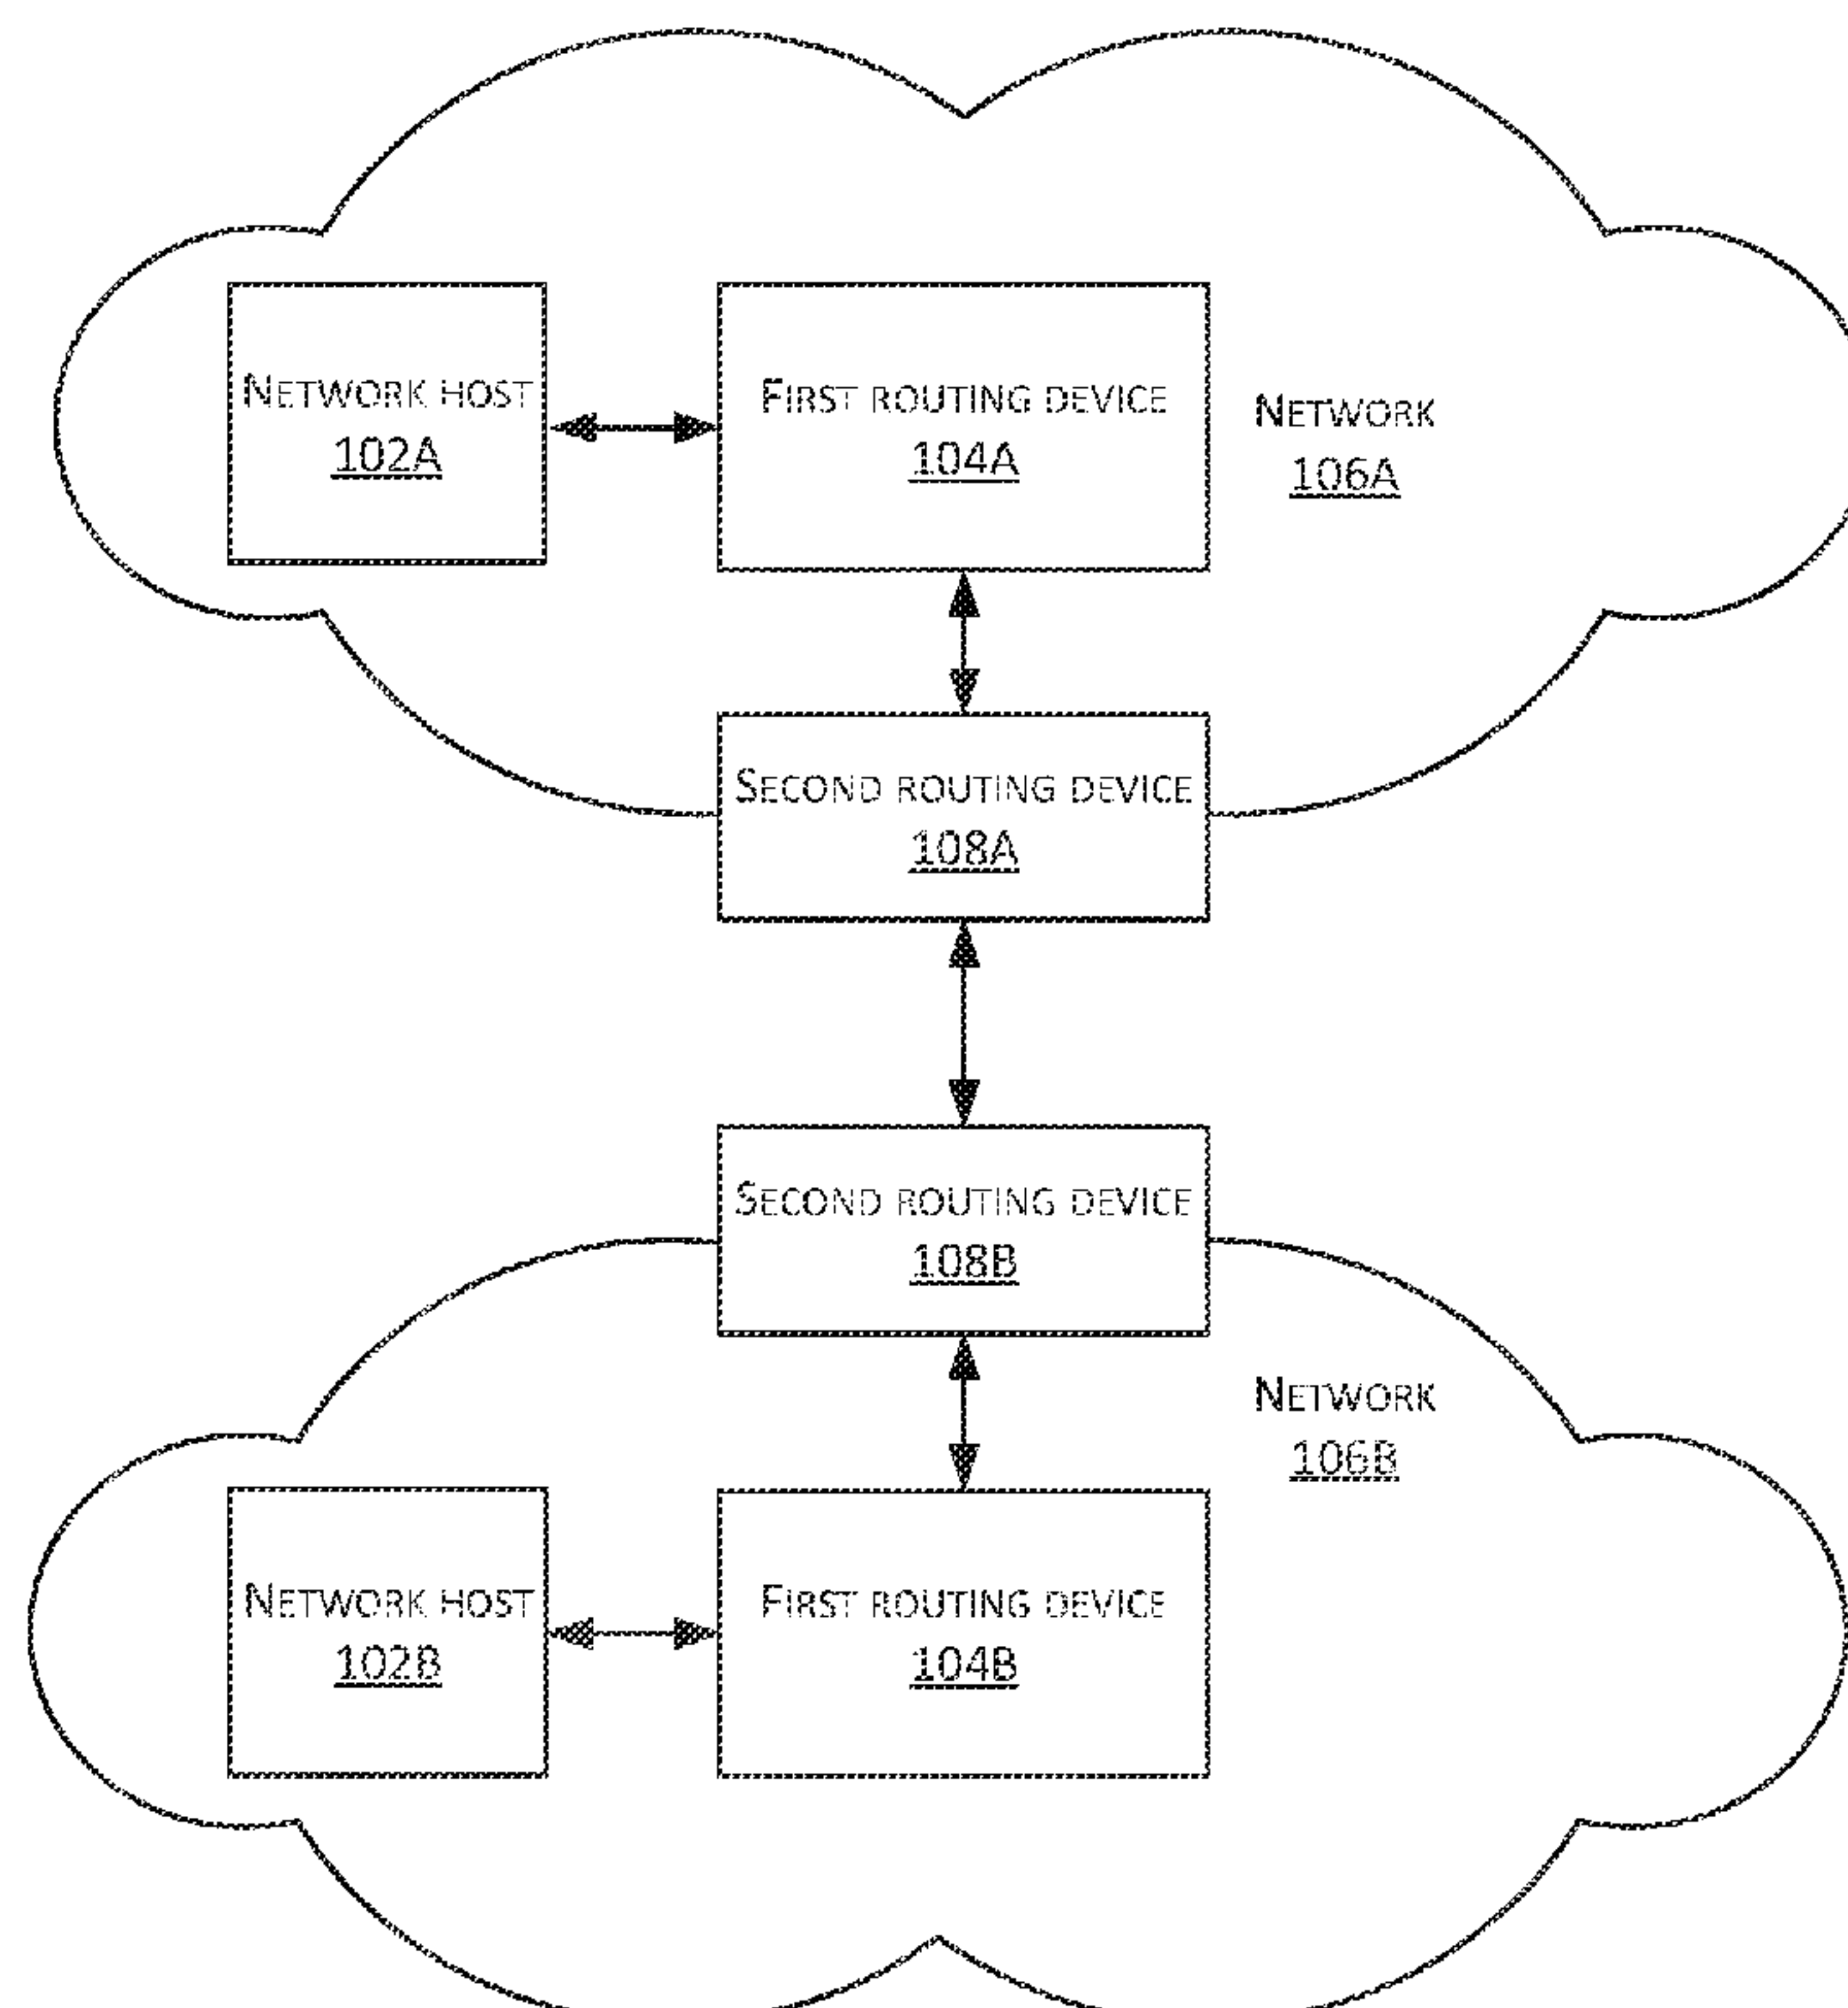 NETWORK HOST
102A
FIRST ROUTING DEVICE
104A
NETWORK
106A
SECOND ROUTING DEVICE
108A
SECOND ROUTING DEVICE
108B
NETWORK
106B
NETWORK HOST
102B
FIRST ROUTING DEVICE
104B